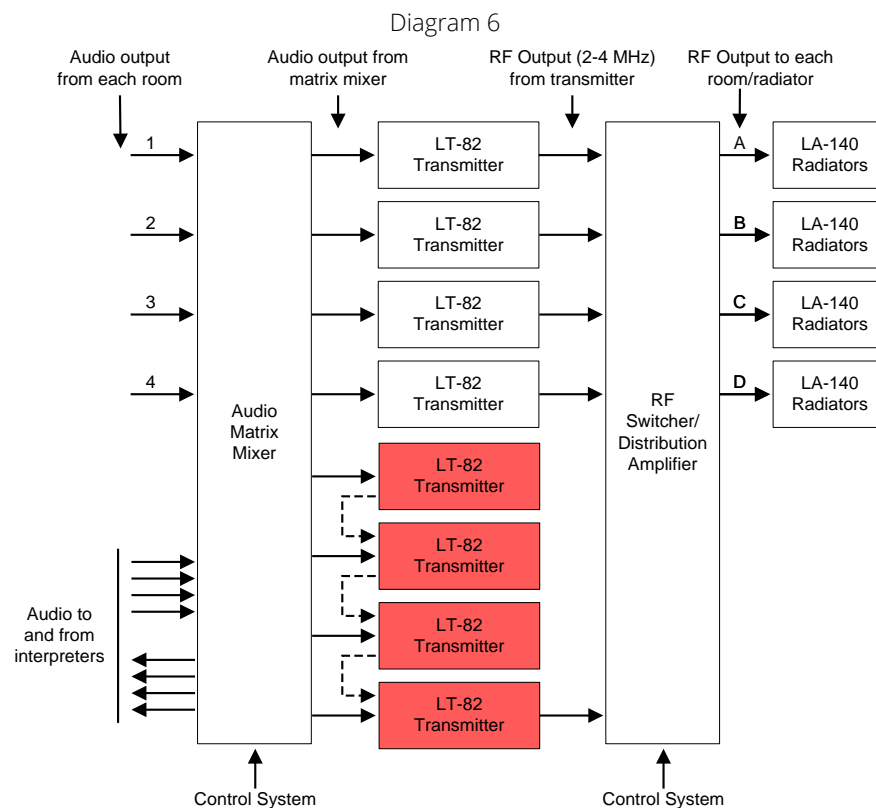 Diagram 6
Audio output
from each room
Audio output from
matrix mixer
RF Output (2-4 MHz)
from transmitter
RF Output to each
room/radiator
1
LT-82
Transmitter
A
LA-140
Radiators
2
LT-82
Transmitter
B
LA-140
Radiators
3
LT-82
Transmitter
C
LA-140
Radiators
4
LT-82
Transmitter
D
LA-140
Radiators
Audio
Matrix
Mixer
RF
Switcher/
Distribution
Amplifier
LT-82
Transmitter
LT-82
Transmitter
LT-82
Transmitter
LT-82
Transmitter
Audio to
and from
interpreters
Control System
Control System